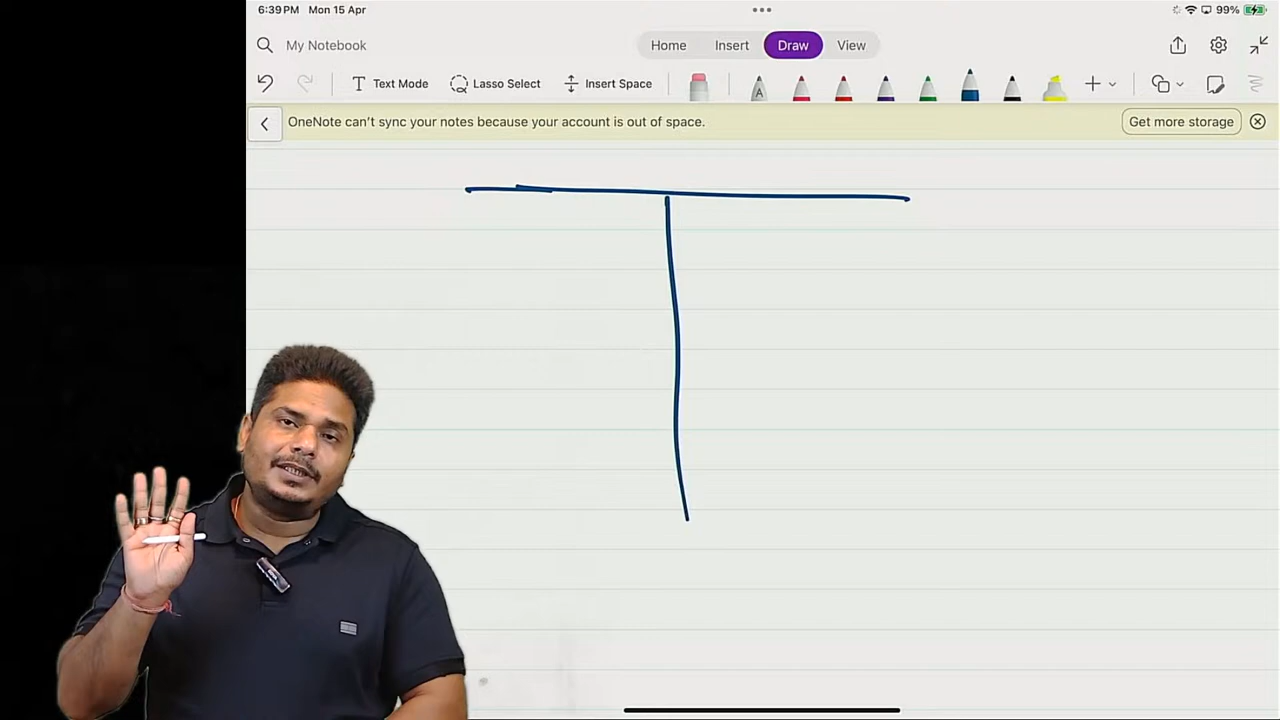 6:39 PM Mon 15 Apr
99%
My Notebook
Home Insert Draw View
Text Mode Lasso Select Insert Space
A
OneNote can't sync your notes because your account is out of space. Get more storage